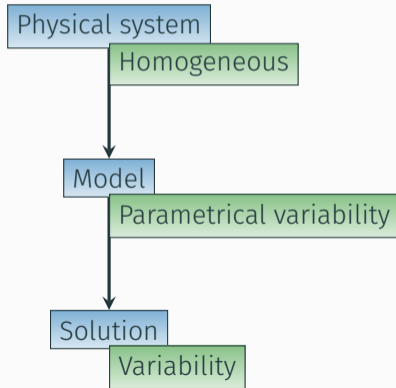 Physical system
Homogeneous
Model
Parametrical variability
Solution
Variability